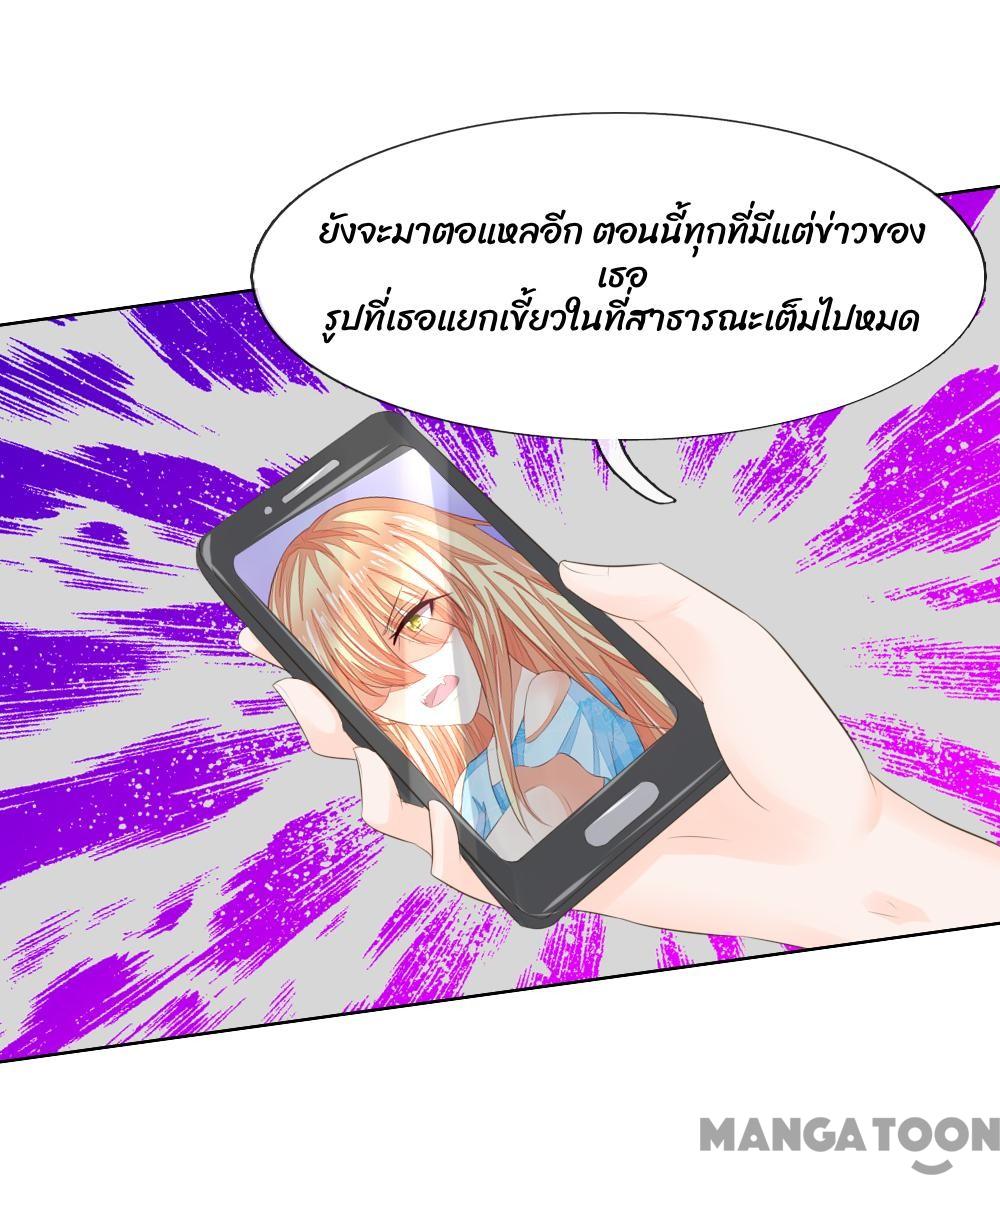 ยังจะมาตอแหลอีก ตอนนี้ทุกที่มีแต่ข่าวของ
เธอ
รูปที่เธอแยกเขี้ยวในที่สาธารณะเต็มไปหมด
MANGATOON